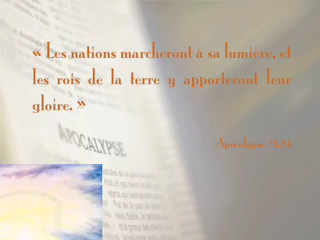 « Les nations marcheront à sa lumière, et
les rois de la terre y apporteront leur
gloire. »
Apocalypse 21:24
APOCALYPSE